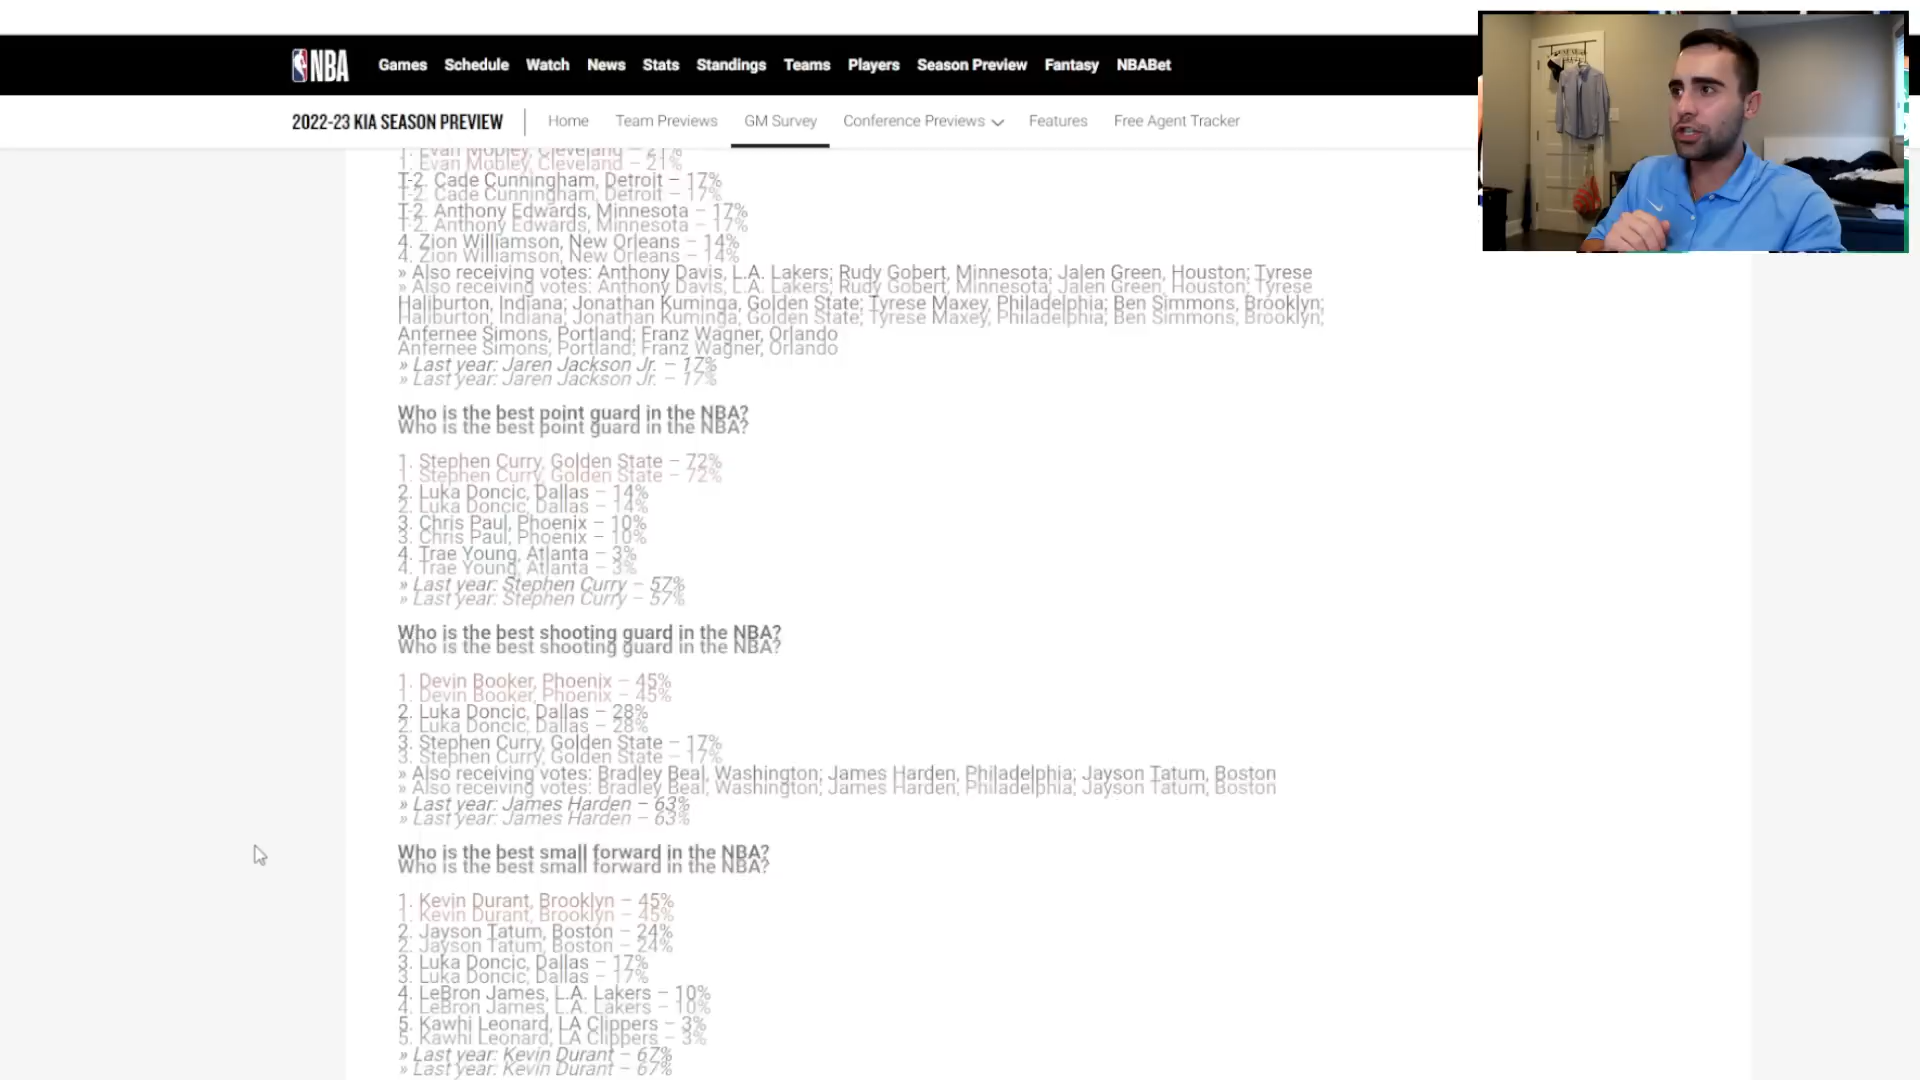 NBA Games Schedule Watch News Stats Standings Teams Players Season Preview Fantasy NBABet
2022-23 KIA SEASON PREVIEW Home Team Previews GM Survey Conference Previews Features Free Agent Tracker
1. Evan Mobley, Cleveland – 21%
T-2. Cade Cunningham, Detroit – 17%
T-2. Anthony Edwards, Minnesota – 17%
4. Zion Williamson, New Orleans – 14%
» Also receiving votes: Anthony Davis, L.A. Lakers; Rudy Gobert, Minnesota; Jalen Green, Houston; Tyrese
Haliburton, Indiana; Jonathan Kuminga, Golden State; Tyrese Maxey, Philadelphia; Ben Simmons, Brooklyn;
Anfernee Simons, Portland; Franz Wagner, Orlando
» Last year: Jaren Jackson Jr. – 17%
Who is the best point guard in the NBA?
1. Stephen Curry, Golden State – 72%
2. Luka Doncic, Dallas – 14%
3. Chris Paul, Phoenix – 10%
4. Trae Young, Atlanta – 3%
» Last year: Stephen Curry – 57%
Who is the best shooting guard in the NBA?
1. Devin Booker, Phoenix – 45%
2. Luka Doncic, Dallas – 28%
3. Stephen Curry, Golden State – 17%
» Also receiving votes: Bradley Beal, Washington; James Harden, Philadelphia; Jayson Tatum, Boston
» Last year: James Harden – 63%
Who is the best small forward in the NBA?
1. Kevin Durant, Brooklyn – 45%
2. Jayson Tatum, Boston – 24%
3. Luka Doncic, Dallas – 17%
4. LeBron James, L.A. Lakers – 10%
5. Kawhi Leonard, LA Clippers – 3%
» Last year: Kevin Durant – 67%